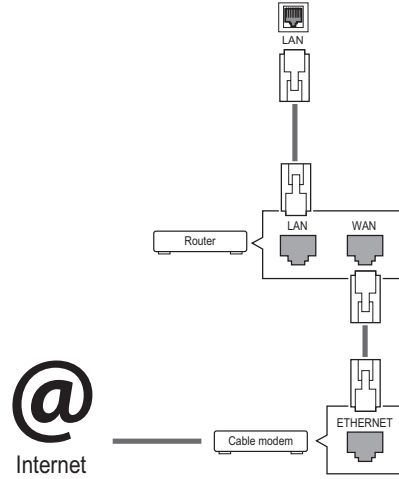 LAN
LAN
WAN
Router
ETHERNET
Cable modem
@
Internet